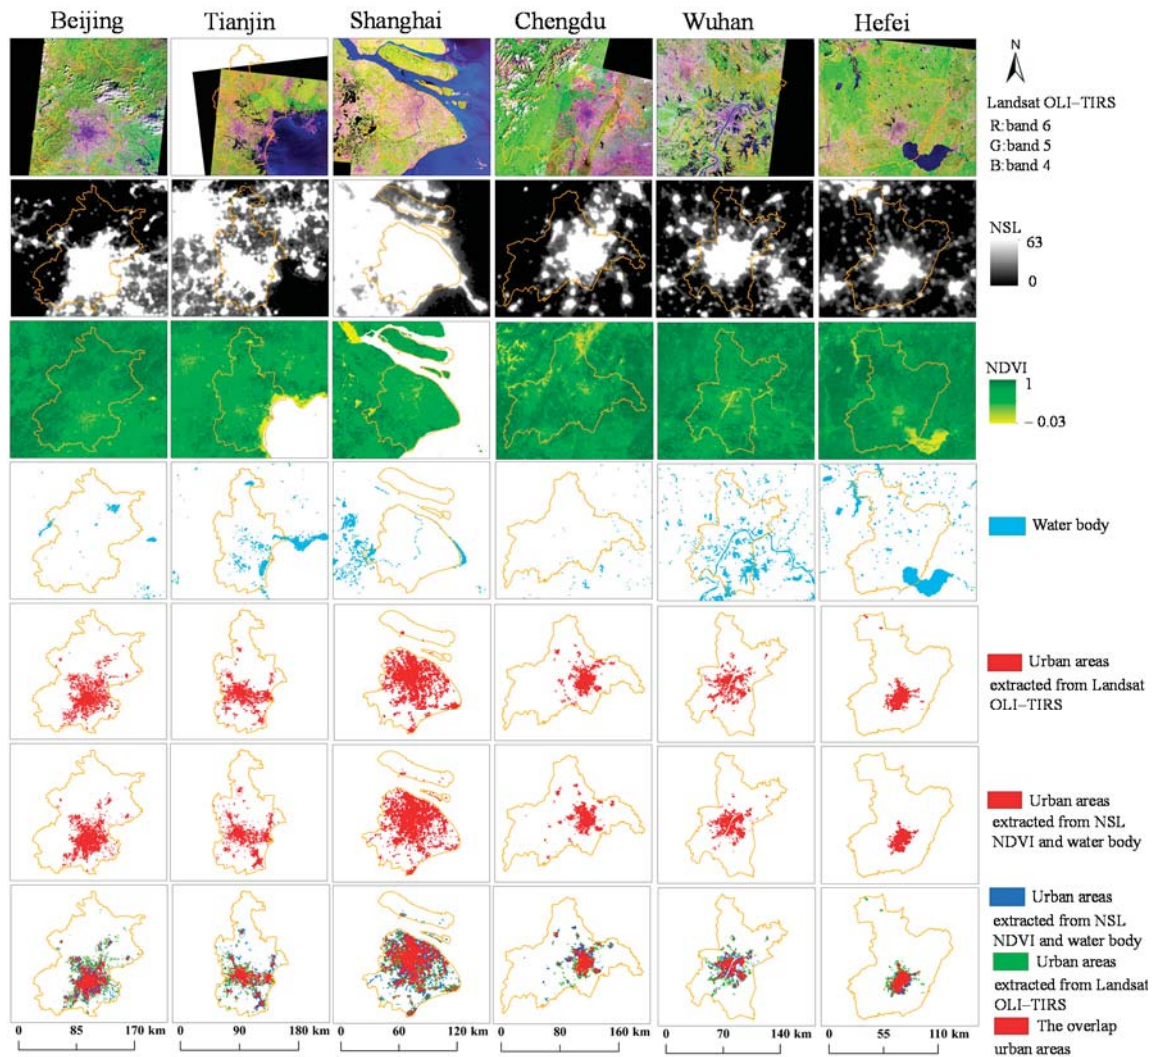 Beijing Tianjin Shanghai Chengdu Wuhan Hefei
N
Landsat OLI–TIRS
R:band 6
G:band 5
B:band 4
NSL
63
0
NDVI
1
– 0.03
Water body
Urban areas
extracted from Landsat
OLI–TIRS
Urban areas
extracted from NSL
NDVI and water body
Urban areas
extracted from NSL
NDVI and water body
Urban areas
extracted from Landsat
OLI–TIRS
The overlap
urban areas
0 85 170 km 0 90 180 km 0 60 120 km 0 80 160 km 0 70 140 km 0 55 110 km